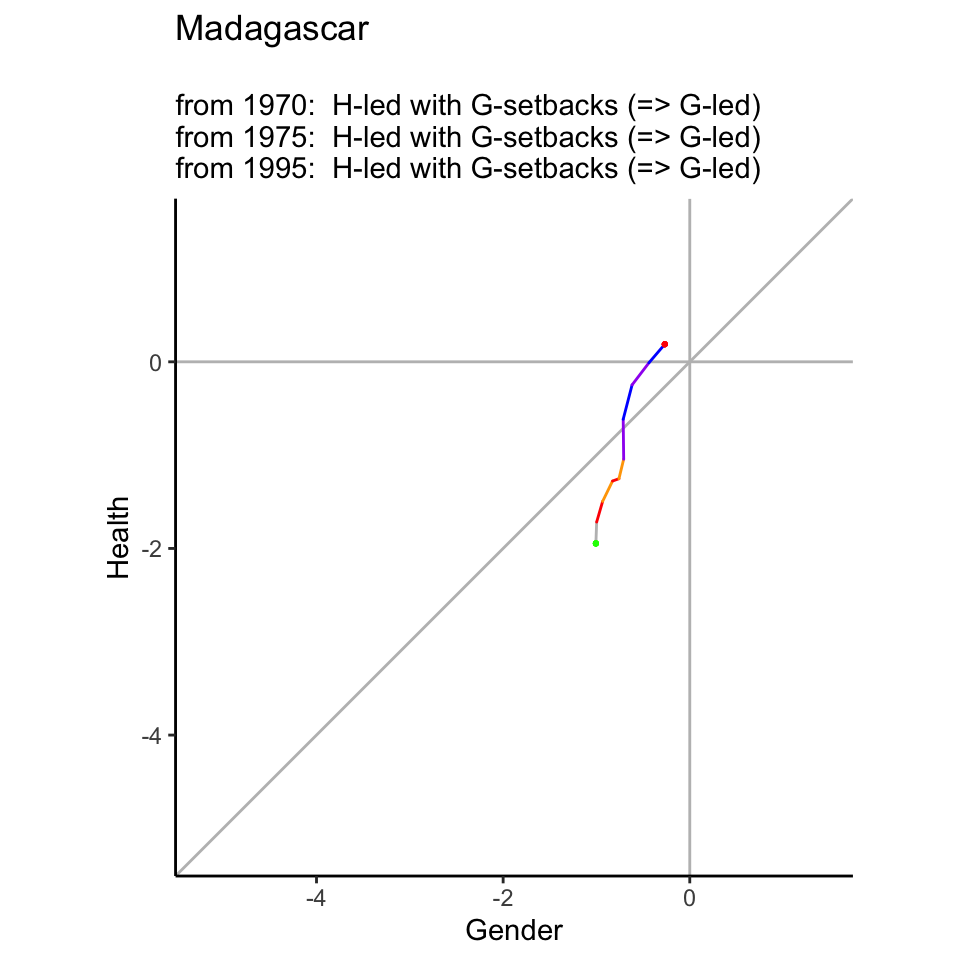 Madagascar
from 1970:  H-led with G-setbacks (=> G-led)
from 1975:  H-led with G-setbacks (=> G-led)
from 1995:  H-led with G-setbacks (=> G-led)
0
-2
-4
Health
-4
-2
0
Gender